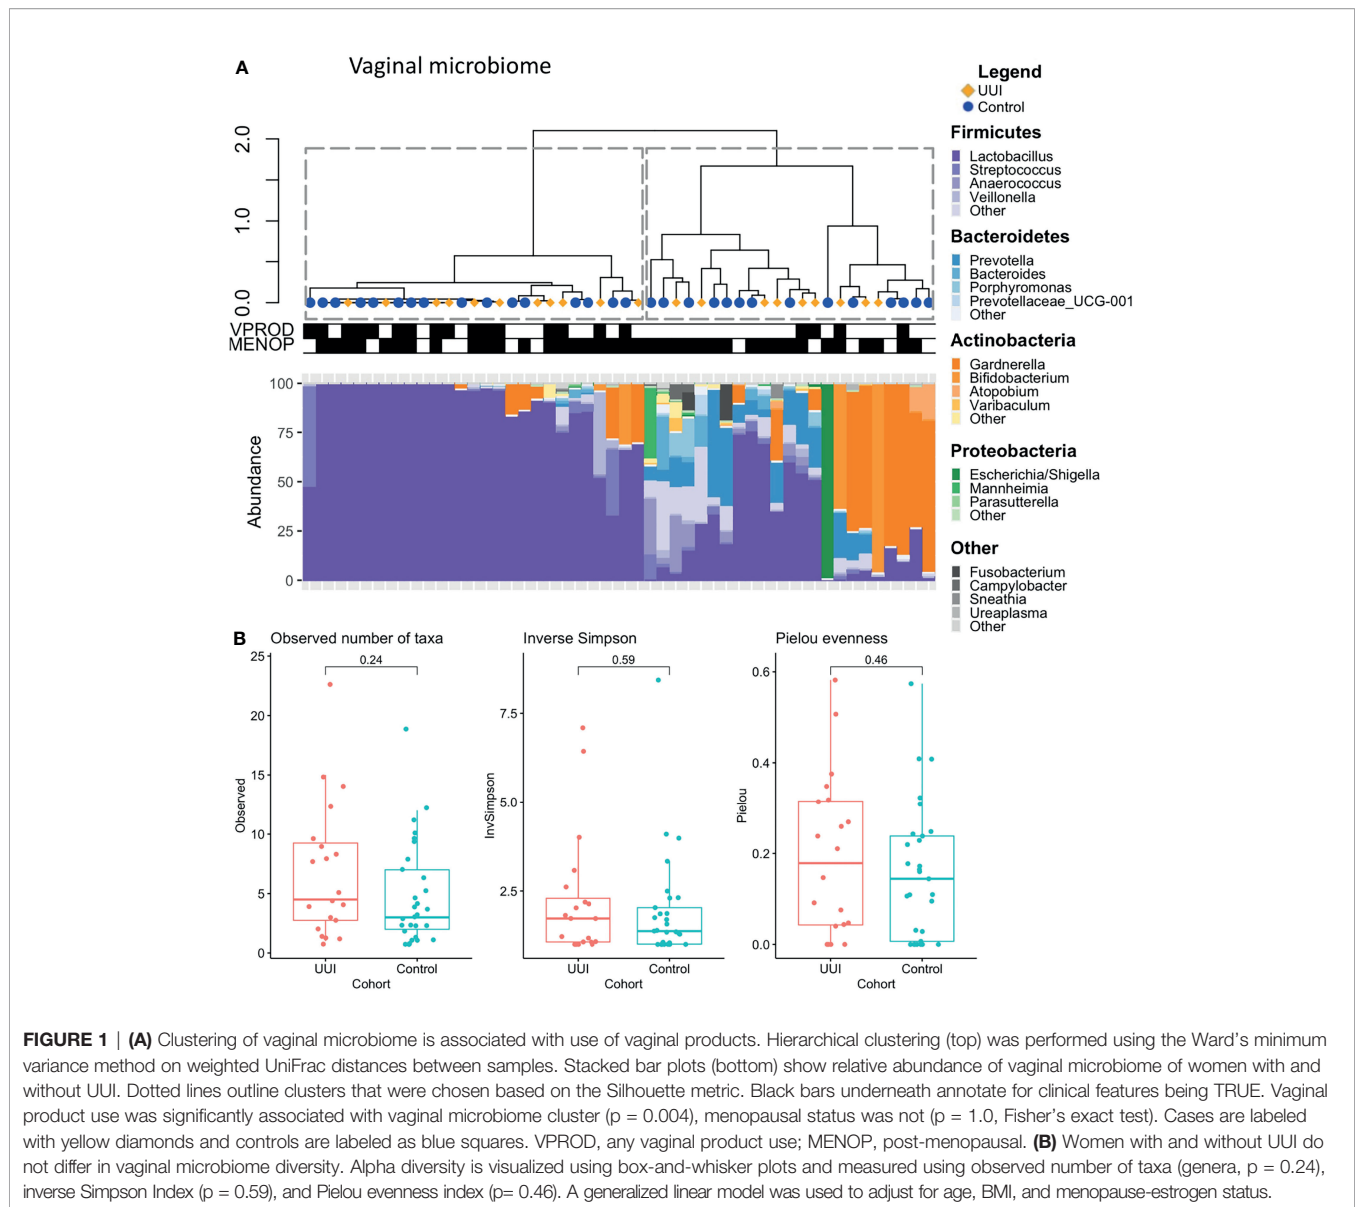 A
Vaginal microbiome
2.0
1.0
0.0
VPROD
MENOP
100
75
50
25
0
Abundance
Legend
UUI
Control
Firmicutes
Lactobacillus
Streptococcus
Anaerococcus
Veillonella
Other
Bacteroidetes
Prevotella
Bacteroides
Porphyromonas
Prevotellaceae_UCG-001
Other
Actinobacteria
Gardnerella
Bifidobacterium
Atopobium
Varibaculum
Other
Proteobacteria
Escherichia/Shigella
Mannheimia
Parasutterella
Other
Other
Fusobacterium
Campylobacter
Sneathia
Ureaplasma
Other
B
Observed number of taxa
25
20
15
10
5
0
Observed
0.24
UUI Control
Cohort
Inverse Simpson
7.5
5.0
2.5
InvSimpson
0.59
UUI Control
Cohort
Pielou evenness
0.6
0.4
0.2
0.0
Pielou
0.46
UUI Control
Cohort
FIGURE 1 | (A) Clustering of vaginal microbiome is associated with use of vaginal products. Hierarchical clustering (top) was performed using the Ward’s minimum
variance method on weighted UniFrac distances between samples. Stacked bar plots (bottom) show relative abundance of vaginal microbiome of women with and
without UUI. Dotted lines outline clusters that were chosen based on the Silhouette metric. Black bars underneath annotate for clinical features being TRUE. Vaginal
product use was significantly associated with vaginal microbiome cluster (p = 0.004), menopausal status was not (p = 1.0, Fisher’s exact test). Cases are labeled
with yellow diamonds and controls are labeled as blue squares. VPROD, any vaginal product use; MENOP, post-menopausal. (B) Women with and without UUI do
not differ in vaginal microbiome diversity. Alpha diversity is visualized using box-and-whisker plots and measured using observed number of taxa (genera, p = 0.24),
inverse Simpson Index (p = 0.59), and Pielou evenness index (p= 0.46). A generalized linear model was used to adjust for age, BMI, and menopause-estrogen status.